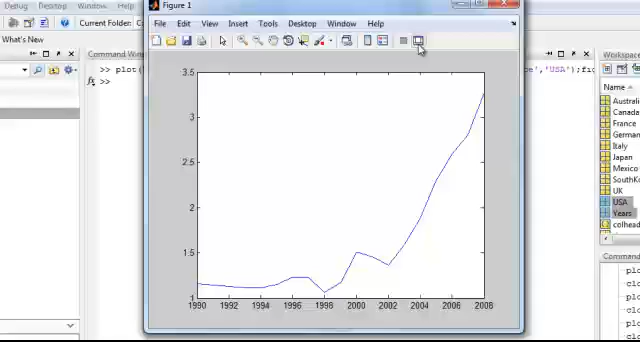 Debug Desktop
Figure 1
Current Folder:
File Edit View Insert Tools Desktop Window Help
What's New
Command Wind
>> plot(
','USA');fi
fx >>
Workspace
Name
Australi
Canada
France
German
Italy
Japan
Mexico
SouthKo
UK
USA
Years
colhead
Command
plo
clo
plo
clo
plo
clo
3.5
3
2.5
2
1.5
1
1990 1992 1994 1996 1998 2000 2002 2004 2006 2008